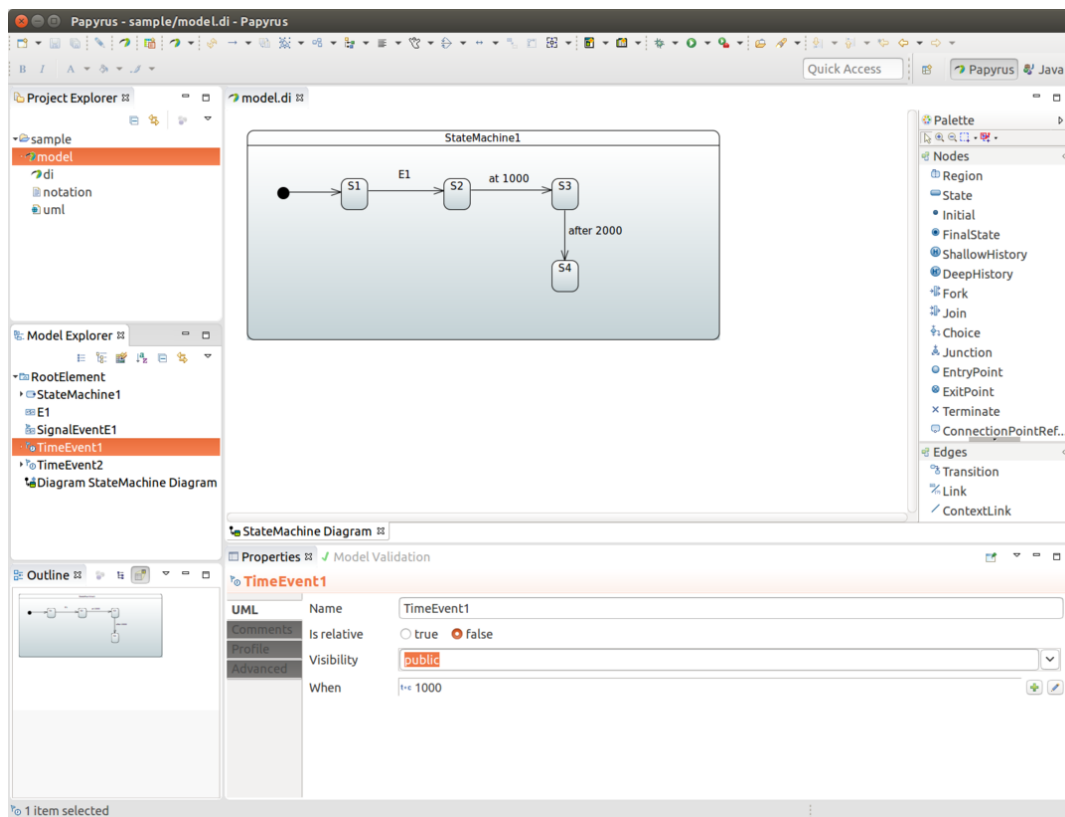 Papyrus - sample/model.di - Papyrus
B I A
Quick Access
Papyrus
Java
Project Explorer
sample
model
di
notation
uml
model.di
StateMachine1
S1
E1
S2
at 1000
S3
after 2000
S4
Palette
Nodes
Region
State
Initial
FinalState
ShallowHistory
DeepHistory
Fork
Join
Choice
Junction
EntryPoint
ExitPoint
Terminate
ConnectionPointRef...
Edges
Transition
Link
ContextLink
Model Explorer
RootElement
StateMachine1
E1
SignalEventE1
TimeEvent1
TimeEvent2
Diagram StateMachine Diagram
StateMachine Diagram
Outline
Properties
Model Validation
TimeEvent1
UML
Comments
Profile
Advanced
Name TimeEvent1
Is relative true false
Visibility public
When 1000
1 item selected